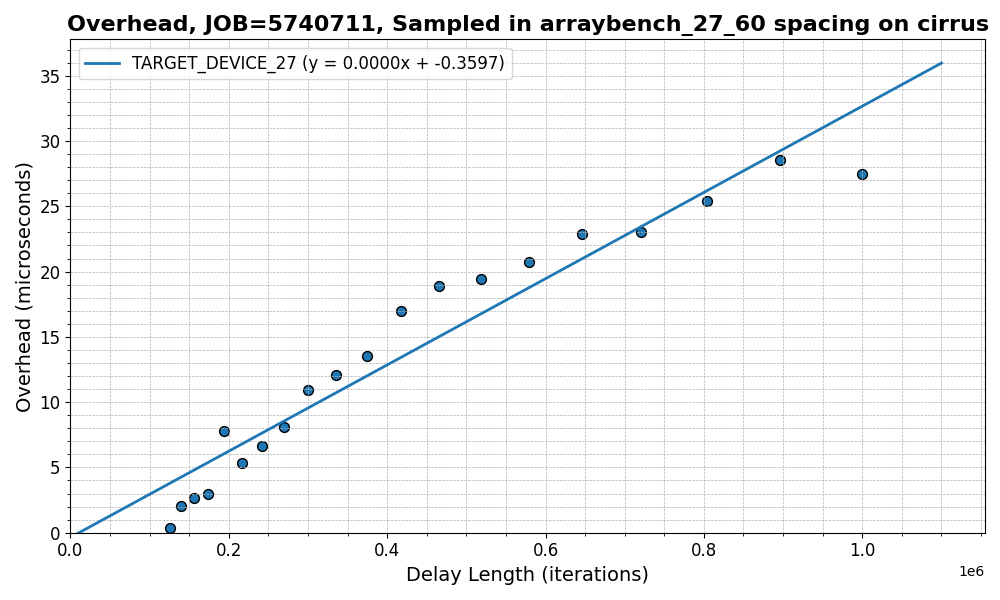 Overhead, JOB=5740711, Sampled in arraybench_27_60 spacing on cirrus
TARGET_DEVICE_27 (y = 0.0000x + -0.3597)
Overhead (microseconds)
35
30
25
20
15
10
5
0
0.0 0.2 0.4 0.6 0.8 1.0
1e6
Delay Length (iterations)